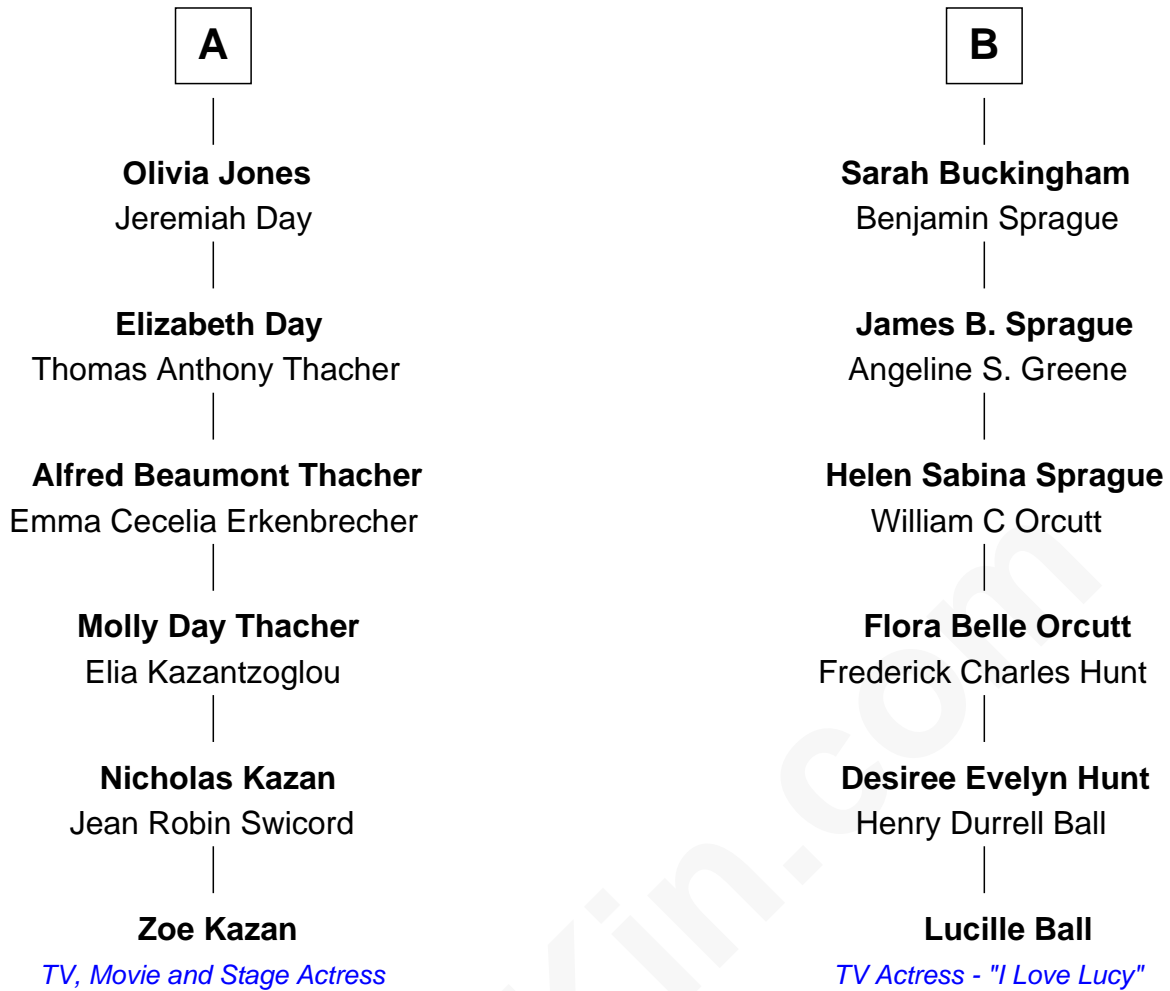 A
B
Olivia Jones
Jeremiah Day
Sarah Buckingham
Benjamin Sprague
Elizabeth Day
Thomas Anthony Thacher
James B. Sprague
Angeline S. Greene
Alfred Beaumont Thacher
Emma Cecelia Erkenbrecher
Helen Sabina Sprague
William C Orcutt
Molly Day Thacher
Elia Kazantzoglou
Flora Belle Orcutt
Frederick Charles Hunt
Nicholas Kazan
Jean Robin Swicord
Desiree Evelyn Hunt
Henry Durrell Ball
Zoe Kazan
TV, Movie and Stage Actress
Lucille Ball
TV Actress - "I Love Lucy"
Kin.com